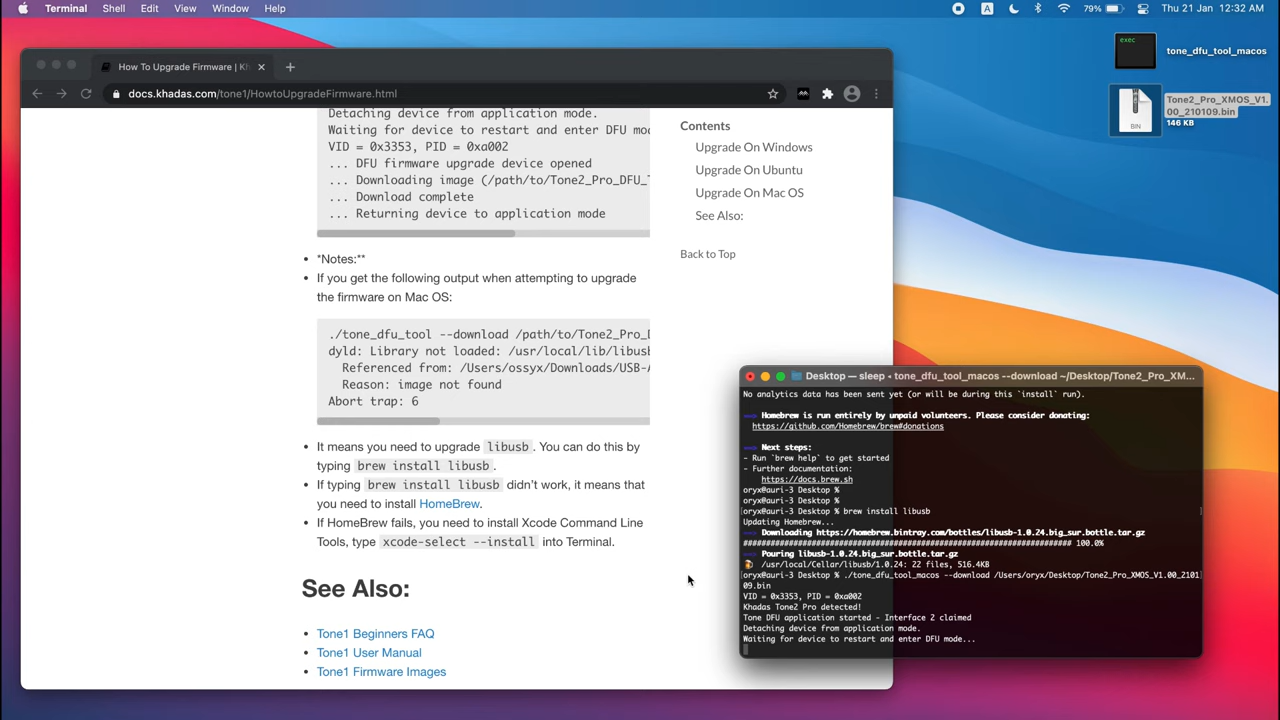 Terminal Shell Edit View Window Help
A 79% Thu 21 Jan 12:32 AM
exec
tone_dfu_tool_macos
BIN
Tone2_Pro_XMOS_V1.
00_210109.bin
146 KB
How To Upgrade Firmware | Kh
docs.khadas.com/tone1/HowtoUpgradeFirmware.html
Detaching device from application mode.
Waiting for device to restart and enter DFU mo
VID = 0x3353, PID = 0xa002
... DFU firmware upgrade device opened
... Downloading image (/path/to/Tone2_Pro_DFU_
... Download complete
... Returning device to application mode
*Notes:**
If you get the following output when attempting to upgrade
the firmware on Mac OS:
./tone_dfu_tool --download /path/to/Tone2_Pro_
dyld: Library not loaded: /usr/local/lib/libusb
Referenced from: /Users/ossyx/Downloads/USB-A
Reason: image not found
Abort trap: 6
It means you need to upgrade libusb. You can do this by
typing brew install libusb.
If typing brew install libusb didn't work, it means that
you need to install HomeBrew.
If HomeBrew fails, you need to install Xcode Command Line
Tools, type xcode-select --install into Terminal.
See Also:
Tone1 Beginners FAQ
Tone1 User Manual
Tone1 Firmware Images
Contents
Upgrade On Windows
Upgrade On Ubuntu
Upgrade On Mac OS
See Also:
Back to Top
Desktop — sleep ◂ tone_dfu_tool_macos --download ~/Desktop/Tone2_Pro_XM...
No analytics data has been sent yet (or will be during this `install` run).
==> Homebrew is run entirely by unpaid volunteers. Please consider donating:
https://github.com/Homebrew/brew#donations
==> Next steps:
- Run `brew help` to get started
- Further documentation:
https://docs.brew.sh
oryx@auri-3 Desktop %
oryx@auri-3 Desktop %
oryx@auri-3 Desktop % brew install libusb
Updating Homebrew...
==> Downloading https://homebrew.bintray.com/bottles/libusb-1.0.24.big_sur.bottle.tar.gz
######################################################################## 100.0%
==> Pouring libusb-1.0.24.big_sur.bottle.tar.gz
/usr/local/Cellar/libusb/1.0.24: 22 files, 516.4KB
oryx@auri-3 Desktop % ./tone_dfu_tool_macos --download /Users/oryx/Desktop/Tone2_Pro_XMOS_V1.00_2101
09.bin
VID = 0x3353, PID = 0xa002
Khadas Tone2 Pro detected!
Tone DFU application started - Interface 2 claimed
Detaching device from application mode.
Waiting for device to restart and enter DFU mode...